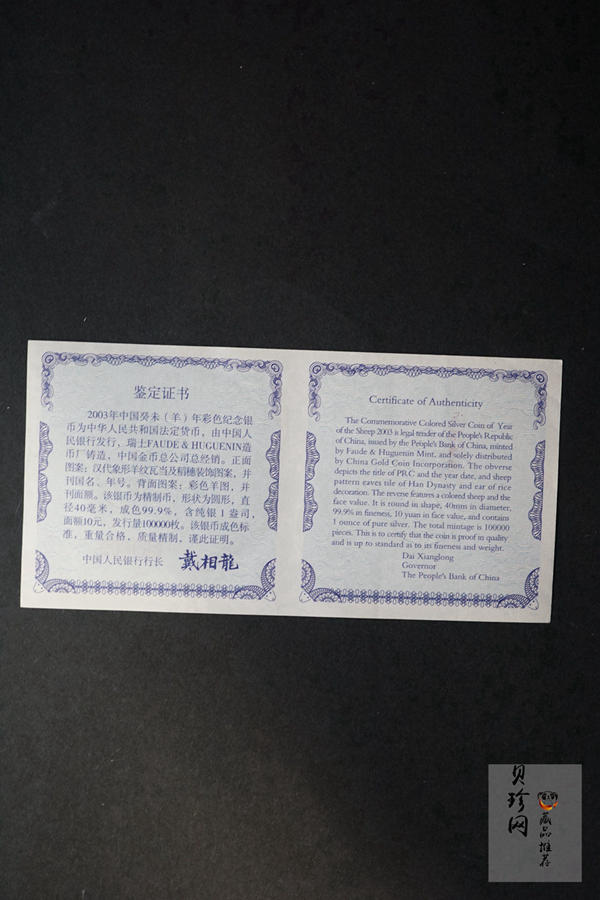 鉴定证书
2003年中国癸未（羊）年彩色纪念银
币为中华人民共和国法定货币，由中国人
民银行发行，瑞士FAUDE & HUGUENIN造
币厂铸造，中国金币总公司总经销。正面
图案：汉代象形羊纹瓦当及稻穗装饰图案，并
刊国名、年号。背面图案：彩色羊图，并
刊面额。该银币为精制币，形状为圆形，直
径40毫米，成色99.9%，含纯银1盎司，
面额10元，发行量100000枚。该银币成色标
准，重量合格，质量精制，谨此证明。
中国人民银行行长 戴相龍
Certificate of Authenticity
The Commemorative Colored Silver Coin of Year
of the Sheep 2003 is legal tender of the People's Republic
of China, issued by the People's Bank of China, minted
by Faude & Huguenin Mint, and solely distributed
by China Gold Coin Incorporation. The obverse
depicts the title of PRC and the year date, and sheep
pattern eaves tile of Han Dynasty and ear of rice
decoration. The reverse features a colored sheep and the
face value. It is round in shape, 40mm in diameter,
99.9% in fineness, 10 yuan in face value, and contains
1 ounce of pure silver. The total mintage is 100000
pieces. This is to certify that the coin is proof in quality
and is up to standard as to its fineness and weight.
Dai Xianglong
Governor
The People's Bank of China
贝珍网
藏品推荐